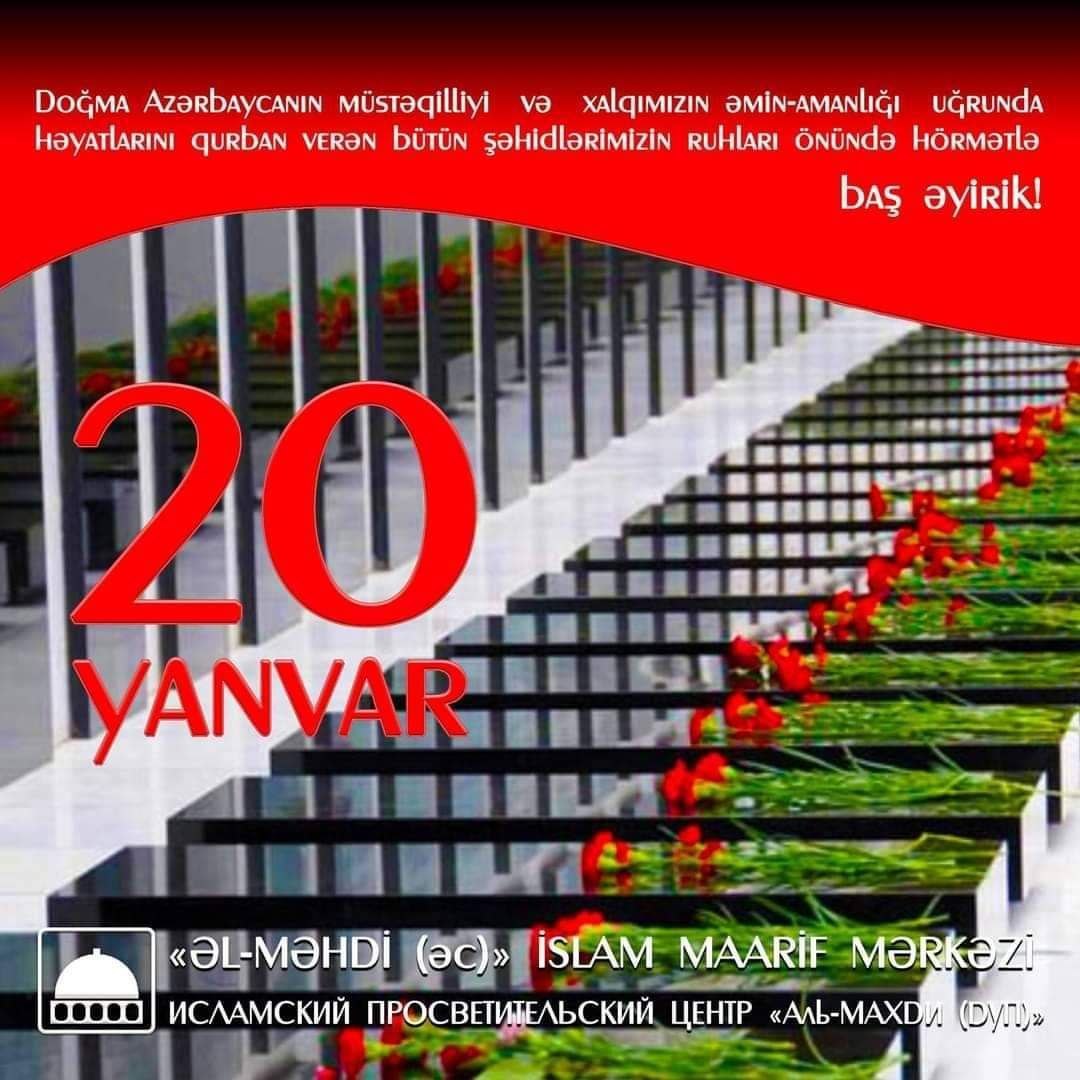 Doğma Azərbaycanın müstəqilliyi və xalqımızın əmin-amanlığı uğrunda
həyatlarını qurban verən bütün şəhidlərimizin ruhları önündə hörmətlə
baş əyirik!
20
YANVAR
«ƏL-MƏHDİ (əc)» İSLAM MAARİF MƏRKƏZİ
ИСЛАМСКИЙ ПРОСВЕТИТЕЛЬСКИЙ ЦЕНТР «Аль-МАХДИ (DУП)»